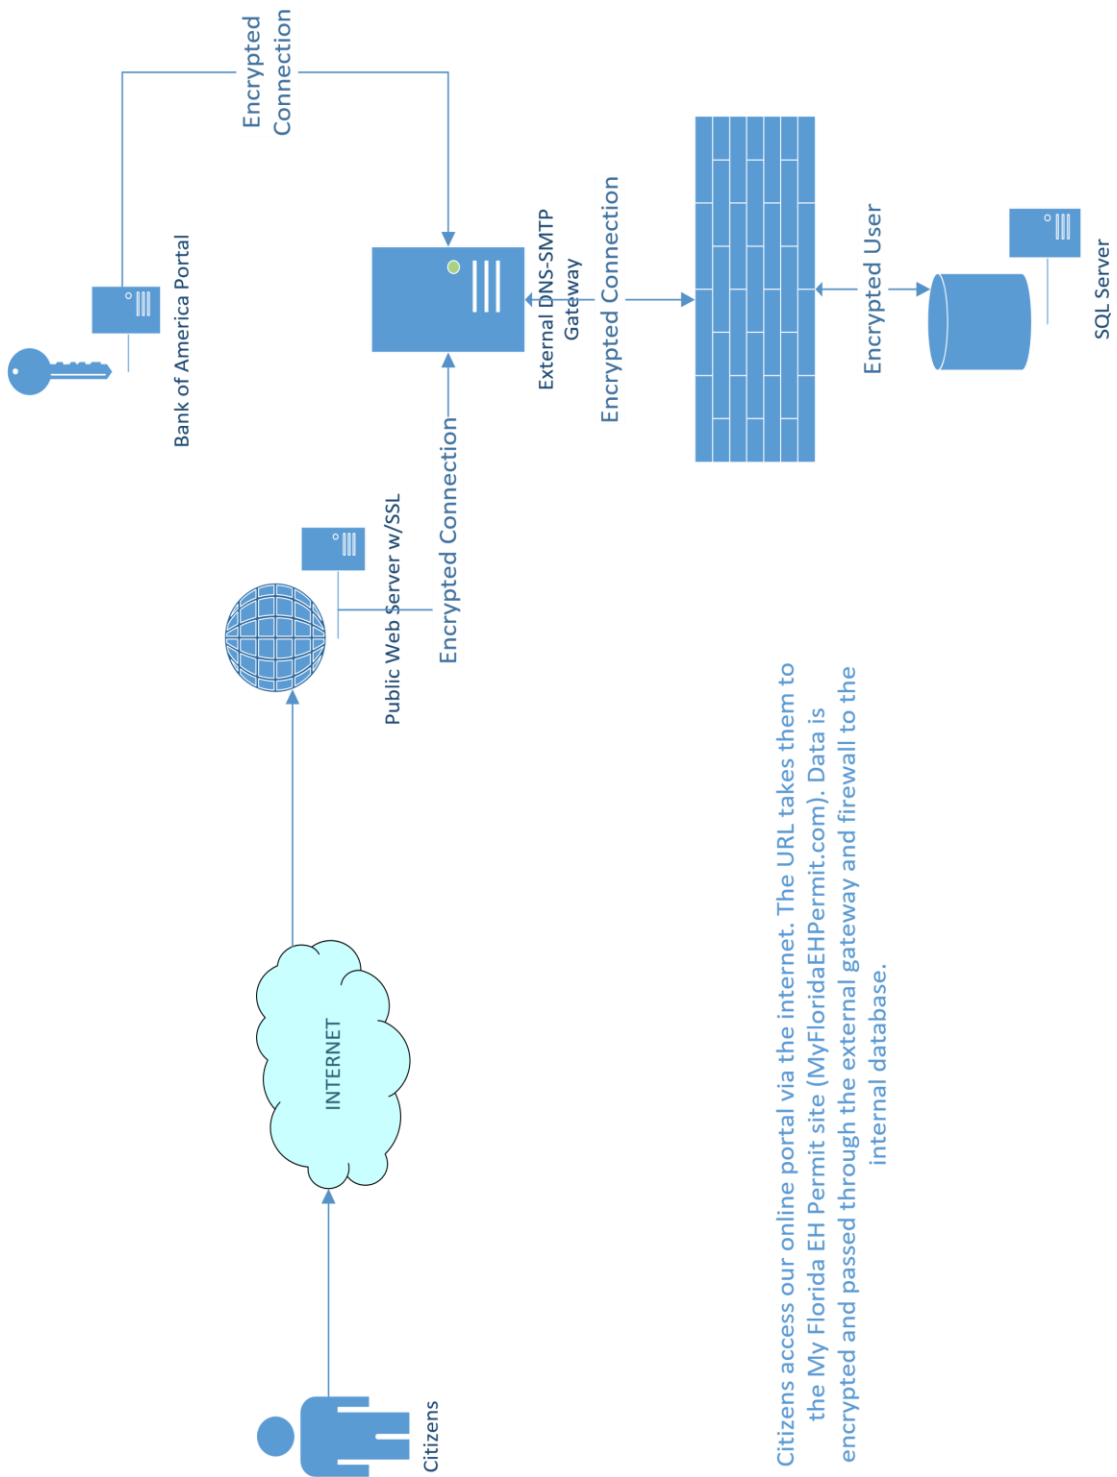 Encrypted
Connection
Bank of America Portal
Citizens
INTERNET
Public Web Server w/SSL
Encrypted Connection
External DNS-SMTP
Gateway
Encrypted Connection
Encrypted User
SQL Server
Citizens access our online portal via the internet. The URL takes them to
the My Florida EH Permit site (MyFloridaEHPermit.com). Data is
encrypted and passed through the external gateway and firewall to the
internal database.